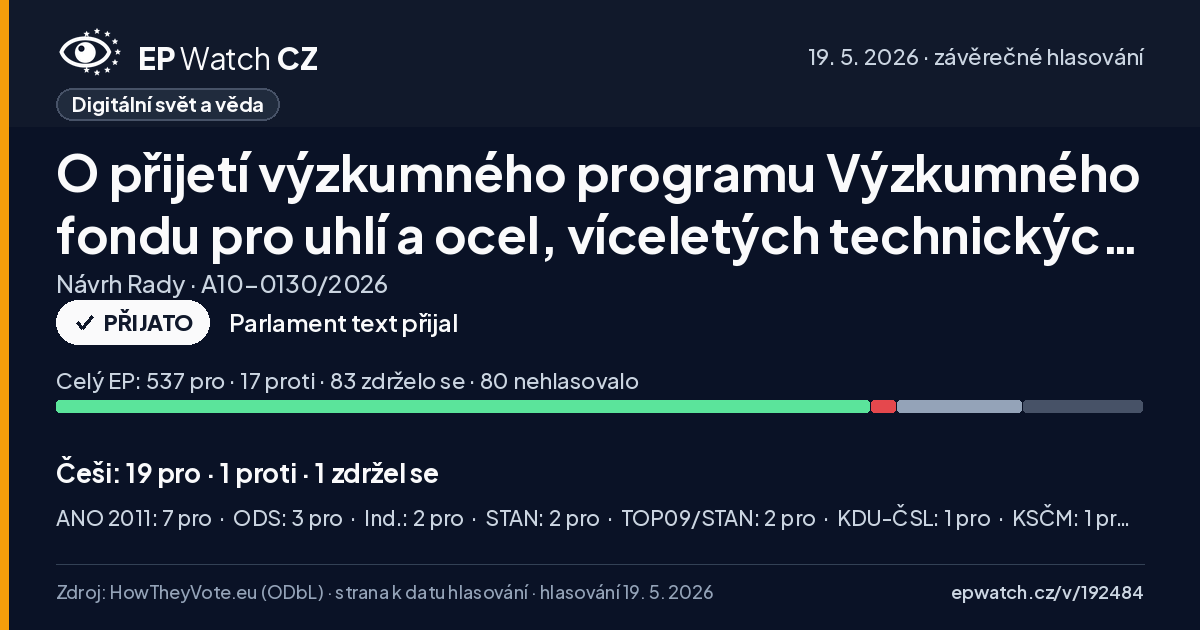 EP Watch CZ
19. 5. 2026 · závěrečné hlasování
Digitální svět a věda
O přijetí výzkumného programu Výzkumného
fondu pro uhlí a ocel, víceletých technickýc…
Návrh Rady · A10–0130/2026
✓ PŘIJATO Parlament text přijal
Celý EP: 537 pro · 17 proti · 83 zdrželo se · 80 nehlasovalo
Češi: 19 pro · 1 proti · 1 zdržel se
ANO 2011: 7 pro · ODS: 3 pro · Ind.: 2 pro · STAN: 2 pro · TOP09/STAN: 2 pro · KDU-ČSL: 1 pro · KSČM: 1 pr…
Zdroj: HowTheyVote.eu (ODbL) · strana k datu hlasování · hlasování 19. 5. 2026
epwatch.cz/v/192484